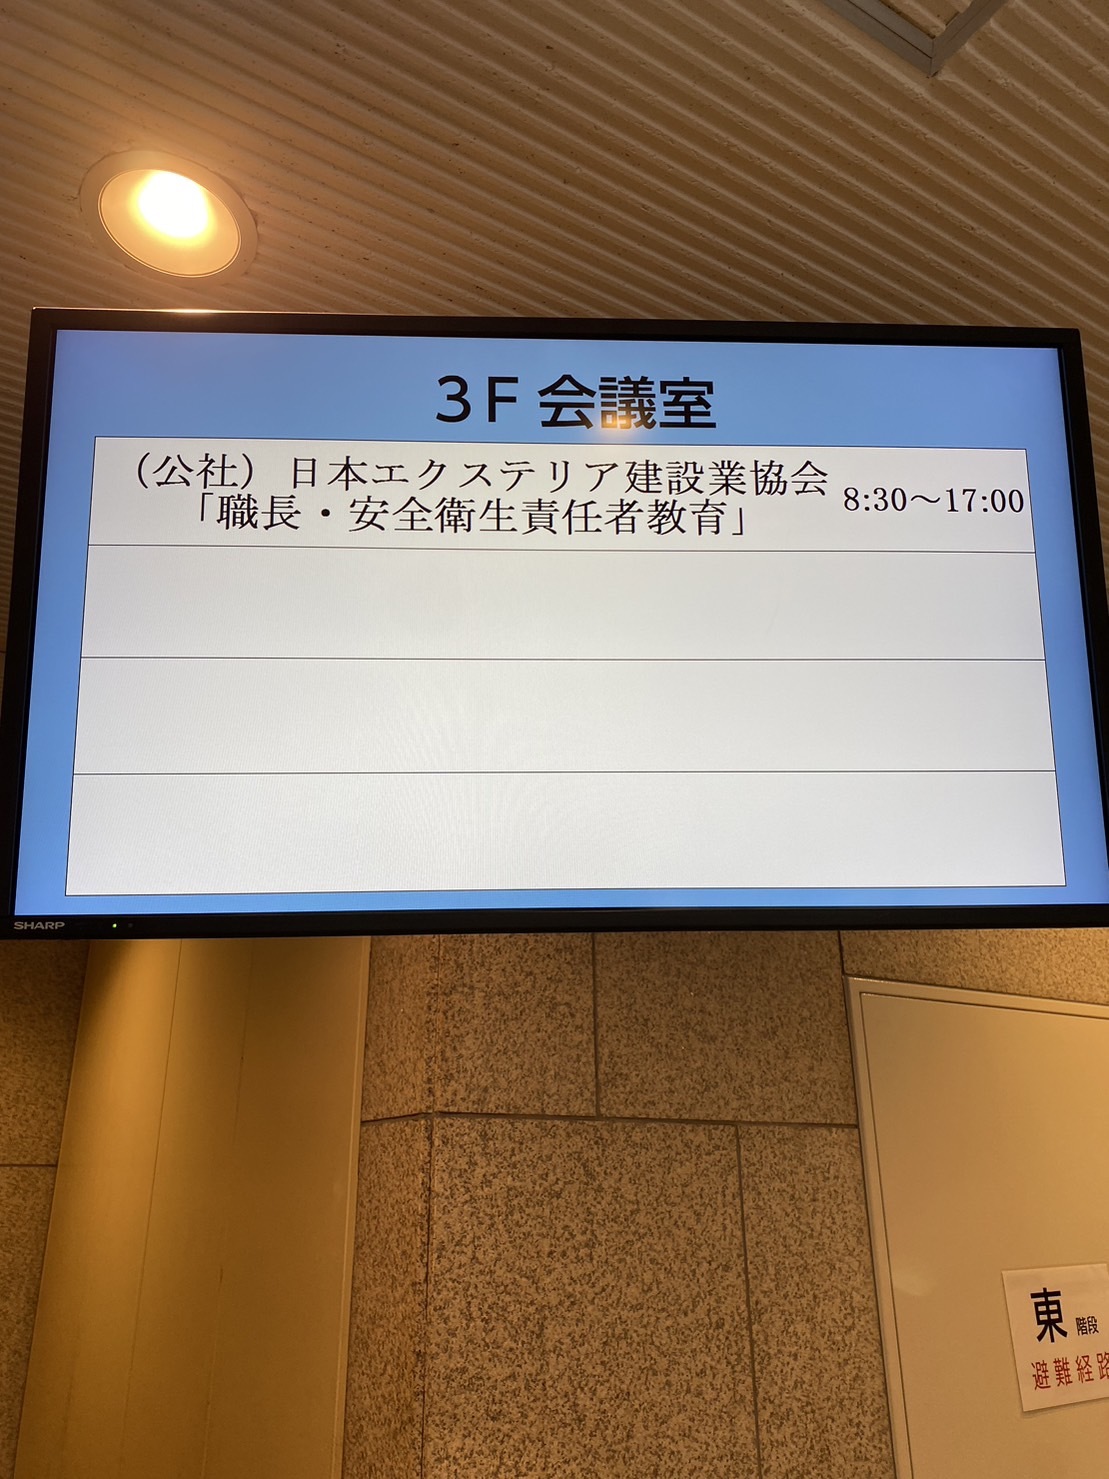 3F 会議室
（公社）日本エクステリア建設業協会
「職長・安全衛生責任者教育」
8:30～17:00
SHARP
東 階段
避難経路